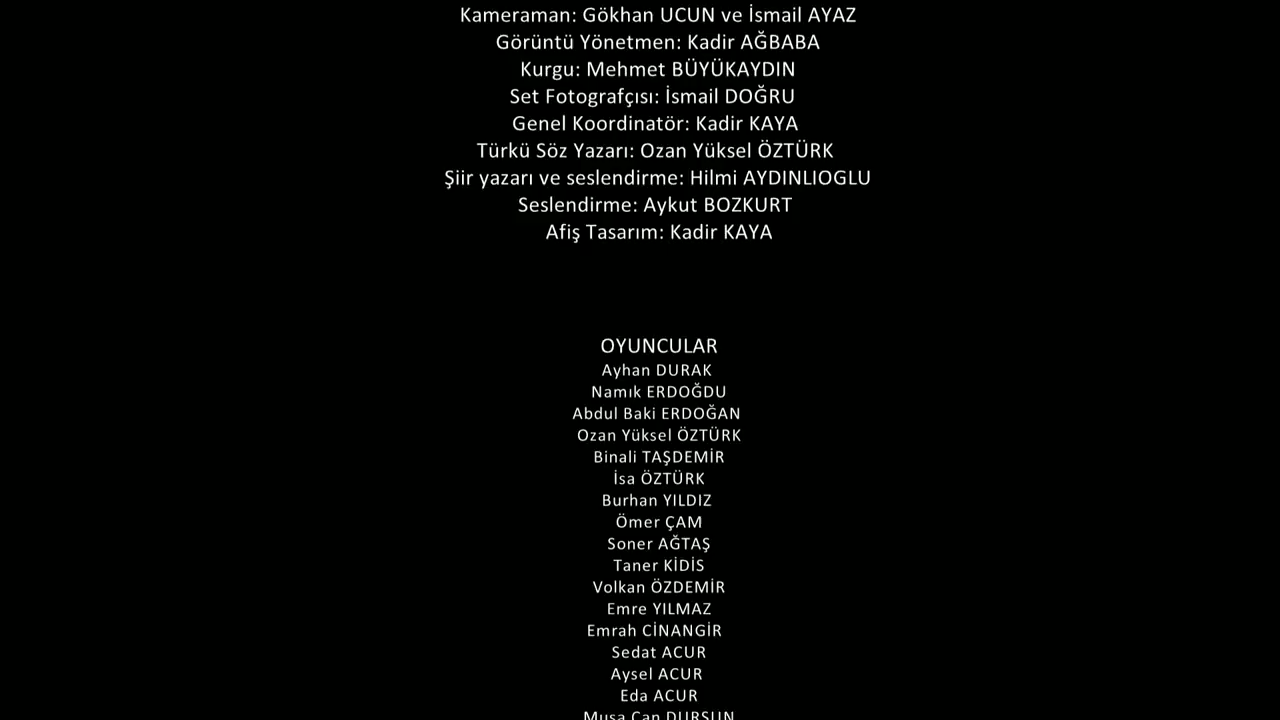 Kameraman: Gökhan UCUN ve İsmail AYAZ
Görüntü Yönetmen: Kadir AĞBABA
Kurgu: Mehmet BÜYÜKAYDIN
Set Fotografçısı: İsmail DOĞRU
Genel Koordinatör: Kadir KAYA
Türkü Söz Yazarı: Ozan Yüksel ÖZTÜRK
Şiir yazarı ve seslendirme: Hilmi AYDINLIOGLU
Seslendirme: Aykut BOZKURT
Afiş Tasarım: Kadir KAYA
OYUNCULAR
Ayhan DURAK
Namık ERDOĞDU
Abdul Baki ERDOĞAN
Ozan Yüksel ÖZTÜRK
Binali TAŞDEMİR
İsa ÖZTÜRK
Burhan YILDIZ
Ömer ÇAM
Soner AĞTAŞ
Taner KİDİS
Volkan ÖZDEMİR
Emre YILMAZ
Emrah CİNANGİR
Sedat ACUR
Aysel ACUR
Eda ACUR
Musa Can DURSUN